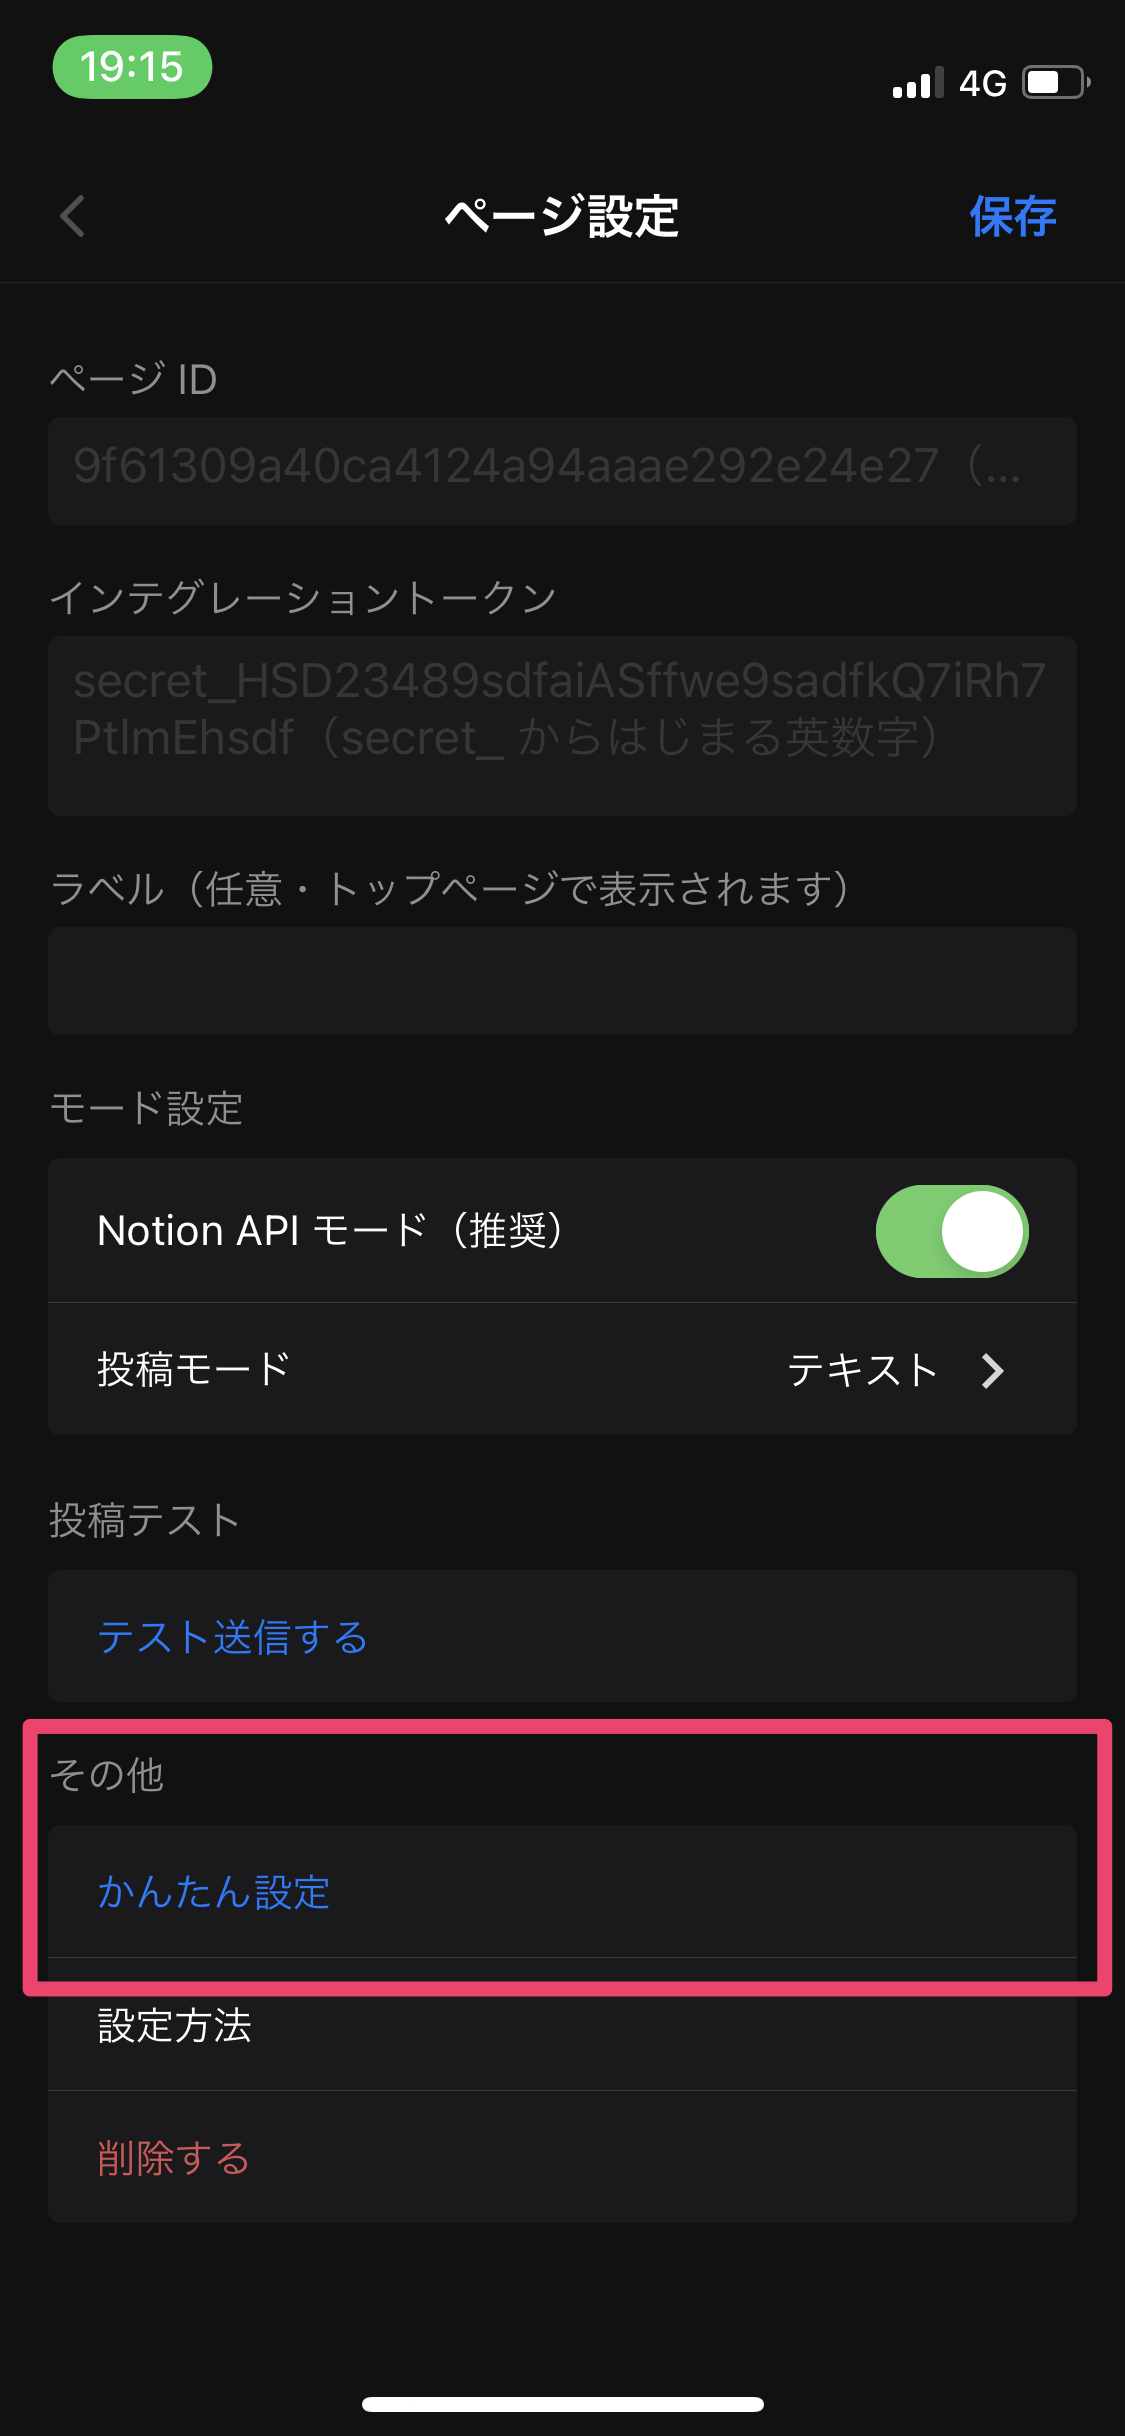 19:15
4G
ページ設定
保存
ページ ID
9f61309a40ca4124a94aaae292e24e27（...
インテグレーショントークン
secret_HSD23489sdfaiASffwe9sadfkQ7iRh7
PtlmEhsdf（secret_ からはじまる英数字）
ラベル（任意・トップページで表示されます）
モード設定
Notion API モード（推奨）
投稿モード
テキスト
投稿テスト
テスト送信する
その他
かんたん設定
設定方法
削除する